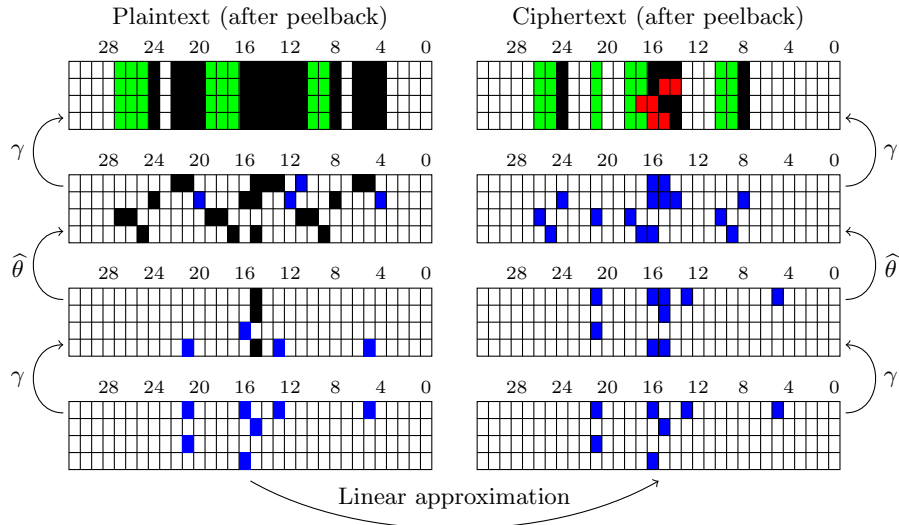 Plaintext (after peelback) Ciphertext (after peelback)
28 24 20 16 12 8 4 0 28 24 20 16 12 8 4 0
γ γ
28 24 20 16 12 8 4 0 28 24 20 16 12 8 4 0
θ̂ θ̂
28 24 20 16 12 8 4 0 28 24 20 16 12 8 4 0
γ γ
28 24 20 16 12 8 4 0 28 24 20 16 12 8 4 0
Linear approximation